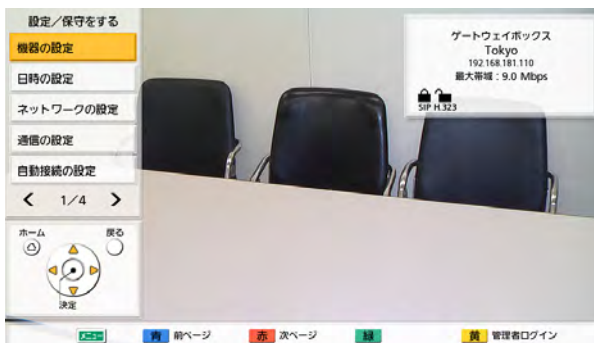 設定/保守をする
機器の設定
日時の設定
ネットワークの設定
通信の設定
自動接続の設定
1/4
ゲートウェイボックス
Tokyo
192.168.181.110
最大帯域:9.0 Mbps
SIP H.323
ホーム
戻る
決定
メニュー 青 前ページ 赤 次ページ 緑 黄 管理者ログイン